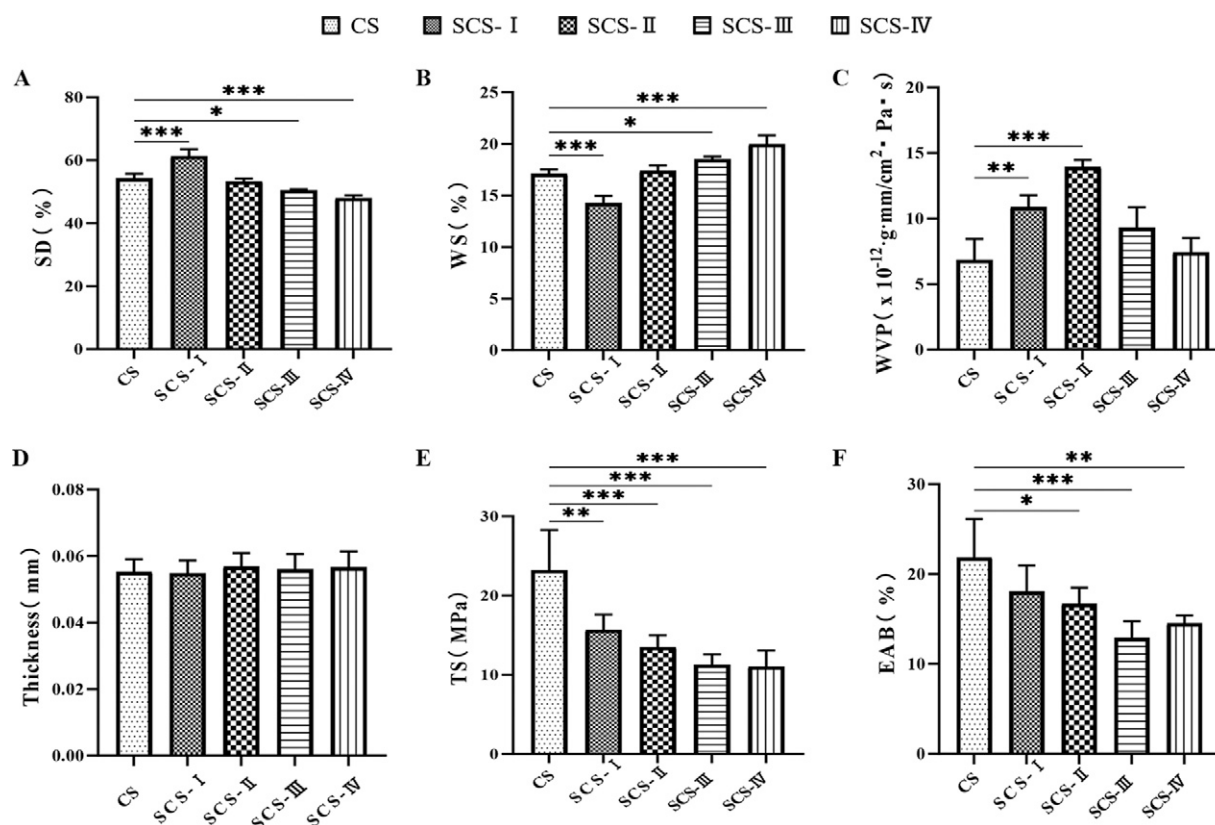 CS SCS-Ⅰ SCS-Ⅱ SCS-Ⅲ SCS-Ⅳ
A
SD( %)
80
60
40
20
0
***
*
***
CS SCS-Ⅰ SCS-Ⅱ SCS-Ⅲ SCS-Ⅳ
B
WS( %)
25
20
15
10
5
0
***
*
***
CS SCS-Ⅰ SCS-Ⅱ SCS-Ⅲ SCS-Ⅳ
C
WVP( x 10⁻¹²·g·mm/cm²· Pa· s)
20
15
10
5
0
***
**
CS SCS-Ⅰ SCS-Ⅱ SCS-Ⅲ SCS-Ⅳ
D
Thickness( mm)
0.08
0.06
0.04
0.02
0.00
CS SCS-Ⅰ SCS-Ⅱ SCS-Ⅲ SCS-Ⅳ
E
TS( MPa)
30
20
10
0
***
***
***
**
CS SCS-Ⅰ SCS-Ⅱ SCS-Ⅲ SCS-Ⅳ
F
EAB( %)
30
20
10
0
**
***
*
CS SCS-Ⅰ SCS-Ⅱ SCS-Ⅲ SCS-Ⅳ